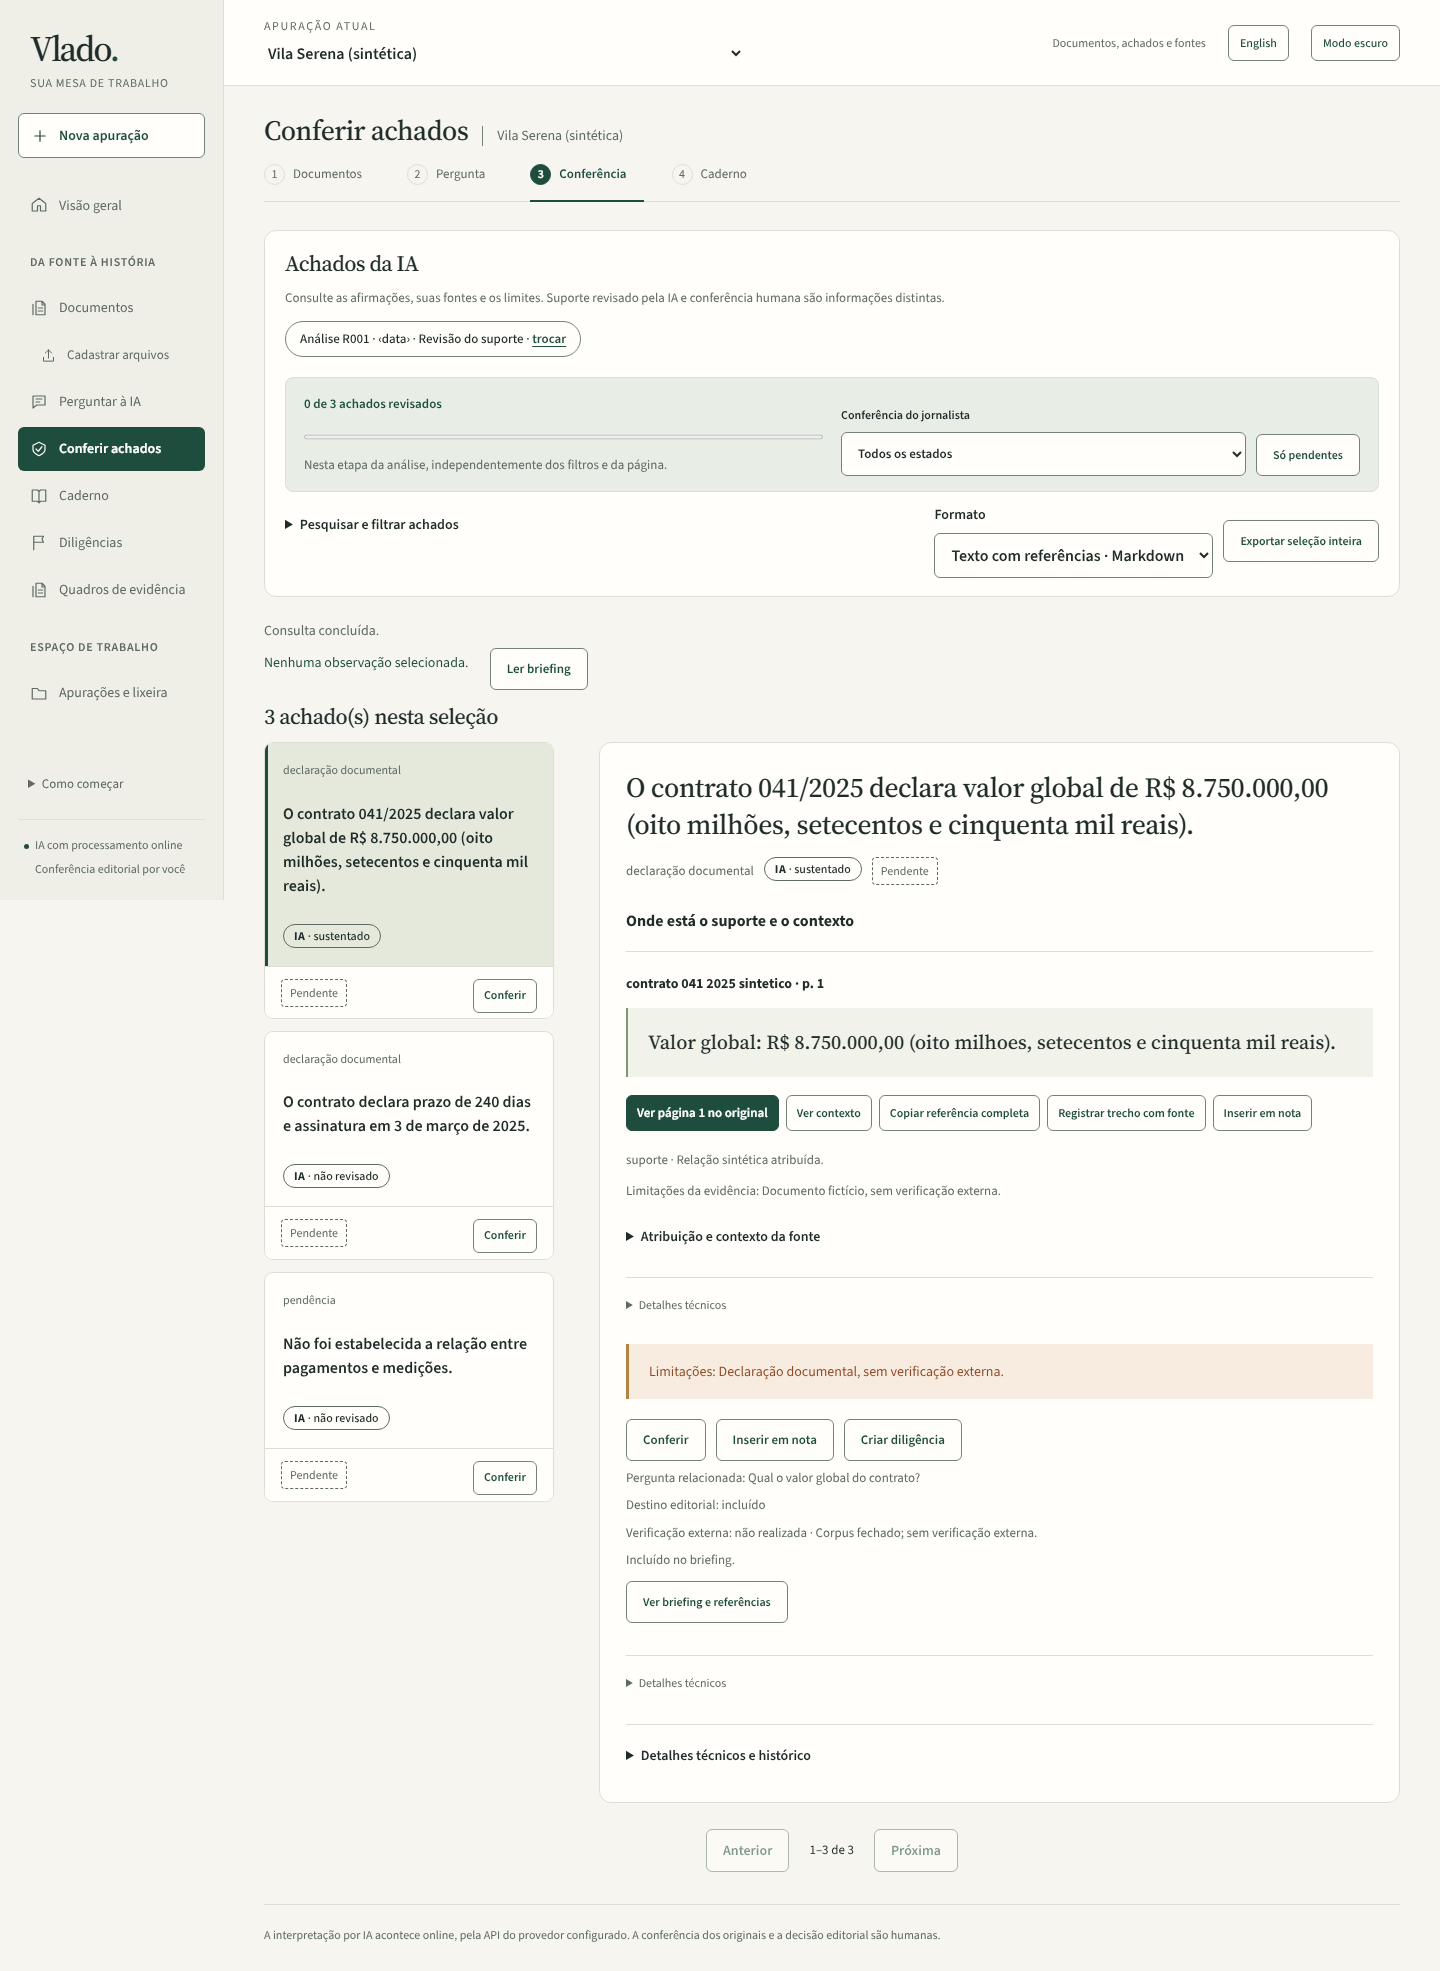 Vlado.
SUA MESA DE TRABALHO
Nova apuração
Visão geral
DA FONTE À HISTÓRIA
Documentos
Cadastrar arquivos
Perguntar à IA
Conferir achados
Caderno
Diligências
Quadros de evidência
ESPAÇO DE TRABALHO
Apurações e lixeira
Como começar
IA com processamento online
Conferência editorial por você
APURAÇÃO ATUAL
Vila Serena (sintética)
Documentos, achados e fontes
English
Modo escuro
Conferir achados
Vila Serena (sintética)
1 Documentos
2 Pergunta
3 Conferência
4 Caderno
Achados da IA
Consulte as afirmações, suas fontes e os limites. Suporte revisado pela IA e conferência humana são informações distintas.
Análise R001 · ‹data› · Revisão do suporte · trocar
0 de 3 achados revisados
Nesta etapa da análise, independentemente dos filtros e da página.
Conferência do jornalista
Todos os estados
Só pendentes
Pesquisar e filtrar achados
Formato
Texto com referências · Markdown
Exportar seleção inteira
Consulta concluída.
Nenhuma observação selecionada.
Ler briefing
3 achado(s) nesta seleção
declaração documental
O contrato 041/2025 declara valor
global de R$ 8.750.000,00 (oito
milhões, setecentos e cinquenta mil
reais).
IA · sustentado
Pendente
Conferir
declaração documental
O contrato declara prazo de 240 dias
e assinatura em 3 de março de 2025.
IA · não revisado
Pendente
Conferir
pendência
Não foi estabelecida a relação entre
pagamentos e medições.
IA · não revisado
Pendente
Conferir
O contrato 041/2025 declara valor global de R$ 8.750.000,00
(oito milhões, setecentos e cinquenta mil reais).
declaração documental
IA · sustentado
Pendente
Onde está o suporte e o contexto
contrato 041 2025 sintetico · p. 1
Valor global: R$ 8.750.000,00 (oito milhoes, setecentos e cinquenta mil reais).
Ver página 1 no original
Ver contexto
Copiar referência completa
Registrar trecho com fonte
Inserir em nota
suporte · Relação sintética atribuída.
Limitações da evidência: Documento fictício, sem verificação externa.
Atribuição e contexto da fonte
Detalhes técnicos
Limitações: Declaração documental, sem verificação externa.
Conferir
Inserir em nota
Criar diligência
Pergunta relacionada: Qual o valor global do contrato?
Destino editorial: incluído
Verificação externa: não realizada · Corpus fechado; sem verificação externa.
Incluído no briefing.
Ver briefing e referências
Detalhes técnicos
Detalhes técnicos e histórico
Anterior
1–3 de 3
Próxima
A interpretação por IA acontece online, pela API do provedor configurado. A conferência dos originais e a decisão editorial são humanas.